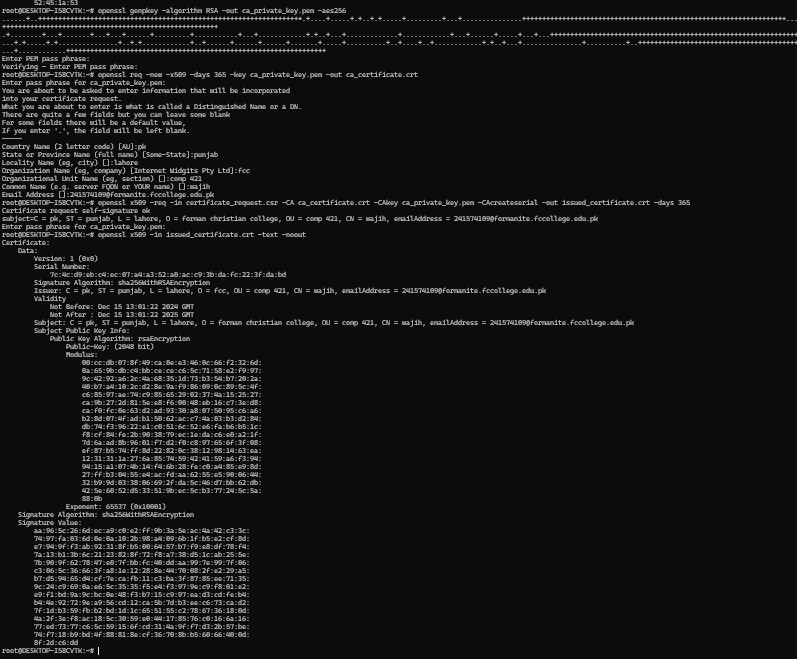 52:45:1a:53
root@DESKTOP-I58CVTK:~# openssl genpkey -algorithm RSA -out ca_private_key.pem -aes256
Enter PEM pass phrase:
Verifying - Enter PEM pass phrase:
root@DESKTOP-I58CVTK:~# openssl req -new -x509 -days 365 -key ca_private_key.pem -out ca_certificate.crt
Enter pass phrase for ca_private_key.pem:
You are about to be asked to enter information that will be incorporated
into your certificate request.
What you are about to enter is what is called a Distinguished Name or a DN.
There are quite a few fields but you can leave some blank
For some fields there will be a default value,
If you enter '.', the field will be left blank.
-----
Country Name (2 letter code) [AU]:pk
State or Province Name (full name) [Some-State]:punjab
Locality Name (eg, city) []:lahore
Organization Name (eg, company) [Internet Widgits Pty Ltd]:fcc
Organizational Unit Name (eg, section) []:comp 421
Common Name (e.g. server FQDN or YOUR name) []:wajih
Email Address []:241574109@formanite.fccollege.edu.pk
root@DESKTOP-I58CVTK:~# openssl x509 -req -in certificate_request.csr -CA ca_certificate.crt -CAkey ca_private_key.pem -CAcreateserial -out issued_certificate.crt -days 365
Certificate request self-signature ok
subject=C = pk, ST = punjab, L = lahore, O = forman christian college, OU = comp 421, CN = wajih, emailAddress = 241574109@formanite.fccollege.edu.pk
Enter pass phrase for ca_private_key.pem:
root@DESKTOP-I58CVTK:~# openssl x509 -in issued_certificate.crt -text -noout
Certificate:
Data:
Version: 1 (0x0)
Serial Number:
7c:4c:d9:eb:c4:ec:07:a4:a3:52:a0:ac:c9:3b:da:fc:22:3f:da:bd
Signature Algorithm: sha256WithRSAEncryption
Issuer: C = pk, ST = punjab, L = lahore, O = fcc, OU = comp 421, CN = wajih, emailAddress = 241574109@formanite.fccollege.edu.pk
Validity
Not Before: Dec 15 13:01:22 2024 GMT
Not After : Dec 15 13:01:22 2025 GMT
Subject: C = pk, ST = punjab, L = lahore, O = forman christian college, OU = comp 421, CN = wajih, emailAddress = 241574109@formanite.fccollege.edu.pk
Subject Public Key Info:
Public Key Algorithm: rsaEncryption
Public-Key: (2048 bit)
Modulus:
00:cc:db:07:8f:49:ca:0e:e3:46:0c:66:f2:32:6d:
0a:65:9b:db:c4:bb:ce:ce:c6:5c:71:58:e2:f9:97:
9c:42:92:a6:2c:4a:68:35:1d:73:b3:54:b7:20:2a:
40:b7:a4:10:2c:d2:8e:9a:f9:86:09:0c:89:5c:4f:
c6:85:97:ae:74:c9:85:65:29:02:37:4a:15:25:27:
ca:9b:27:2d:81:5e:e8:f6:00:48:eb:16:c7:3e:d8:
ca:f0:fc:0e:63:d2:ad:93:30:a8:07:50:95:c6:a6:
b2:8d:07:4f:ad:b1:50:62:ac:c7:4a:03:b3:d2:84:
db:74:f3:96:22:e1:c0:51:6c:52:e6:fa:b6:b5:1c:
f8:cf:84:fe:2b:90:38:79:ec:1e:da:c6:e0:a2:1f:
7d:6a:ad:8b:96:01:f7:d2:f0:c8:97:65:6f:3f:08:
ef:87:b5:74:ff:8d:22:82:0c:38:12:98:14:63:ea:
12:31:31:1a:27:6a:85:74:59:42:41:59:a6:f3:94:
94:15:a1:07:4b:14:f4:6b:28:fe:c0:a4:85:e9:8d:
27:ff:b3:04:55:e4:ac:fd:aa:62:55:e5:90:06:44:
32:b9:9d:03:38:06:69:2f:da:5c:46:d7:bb:62:db:
42:5e:60:52:d5:33:51:9b:ec:5c:b3:77:24:5c:5a:
88:0b
Exponent: 65537 (0x10001)
Signature Algorithm: sha256WithRSAEncryption
Signature Value:
aa:96:5c:26:6d:ec:a9:c0:e2:ff:9b:3a:5e:ac:4a:42:c3:3c:
74:97:fa:03:6d:0e:0a:10:2b:98:a4:09:6b:1f:b5:e2:cf:8d:
e7:94:9f:f3:ab:92:31:8f:b5:00:64:57:b7:f9:e8:df:78:f4:
7a:13:b1:3b:6c:21:23:82:8f:72:f8:a7:38:d5:1c:ab:25:5e:
7b:90:9f:62:78:47:e0:7f:bb:fc:40:dd:aa:99:7e:99:7f:06:
c3:06:5c:36:66:3f:a8:1e:12:28:8e:44:70:08:2f:e2:29:a5:
b7:d5:94:65:d4:cf:7e:ca:fb:11:c3:ba:3f:87:85:ee:71:35:
9c:24:c9:69:0a:e6:5c:35:35:f5:e4:f3:97:9e:c9:f8:01:e2:
e9:f1:bd:9a:9c:bc:0e:48:f3:b7:15:c9:97:ea:d3:cd:fe:b4:
b4:4e:92:72:9e:a9:56:cd:12:ca:5b:7d:b3:ee:c6:73:ca:d2:
7f:1d:b3:59:fb:b2:bd:1d:1c:65:51:55:c2:78:67:36:18:0d:
4a:2f:3e:f8:ac:18:5c:30:59:e0:44:17:85:76:c0:16:6a:16:
77:ed:73:77:c6:5c:59:15:6f:cd:31:4a:9f:f7:d3:2b:57:be:
74:f7:18:b9:bd:4f:88:81:8e:cf:36:70:8b:b5:60:66:40:0d:
8f:2d:c6:dd
root@DESKTOP-I58CVTK:~#